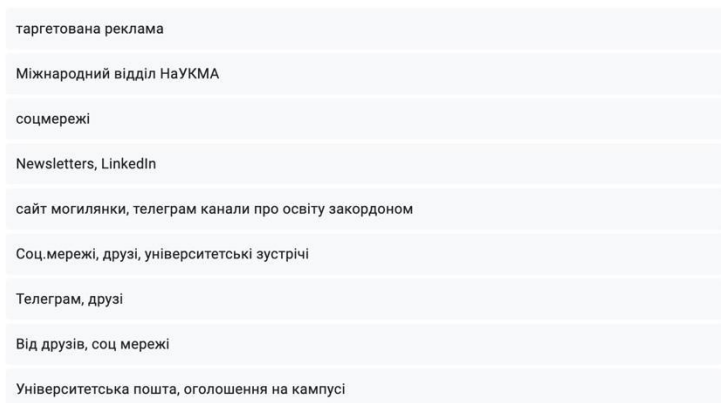 таргетована реклама
Міжнародний відділ НаУКМА
соцмережі
Newsletters, LinkedIn
сайт могилянки, телеграм канали про освіту закордоном
Соц.мережі, друзі, університетські зустрічі
Телеграм, друзі
Від друзів, соц мережі
Університетська пошта, оголошення на кампусі